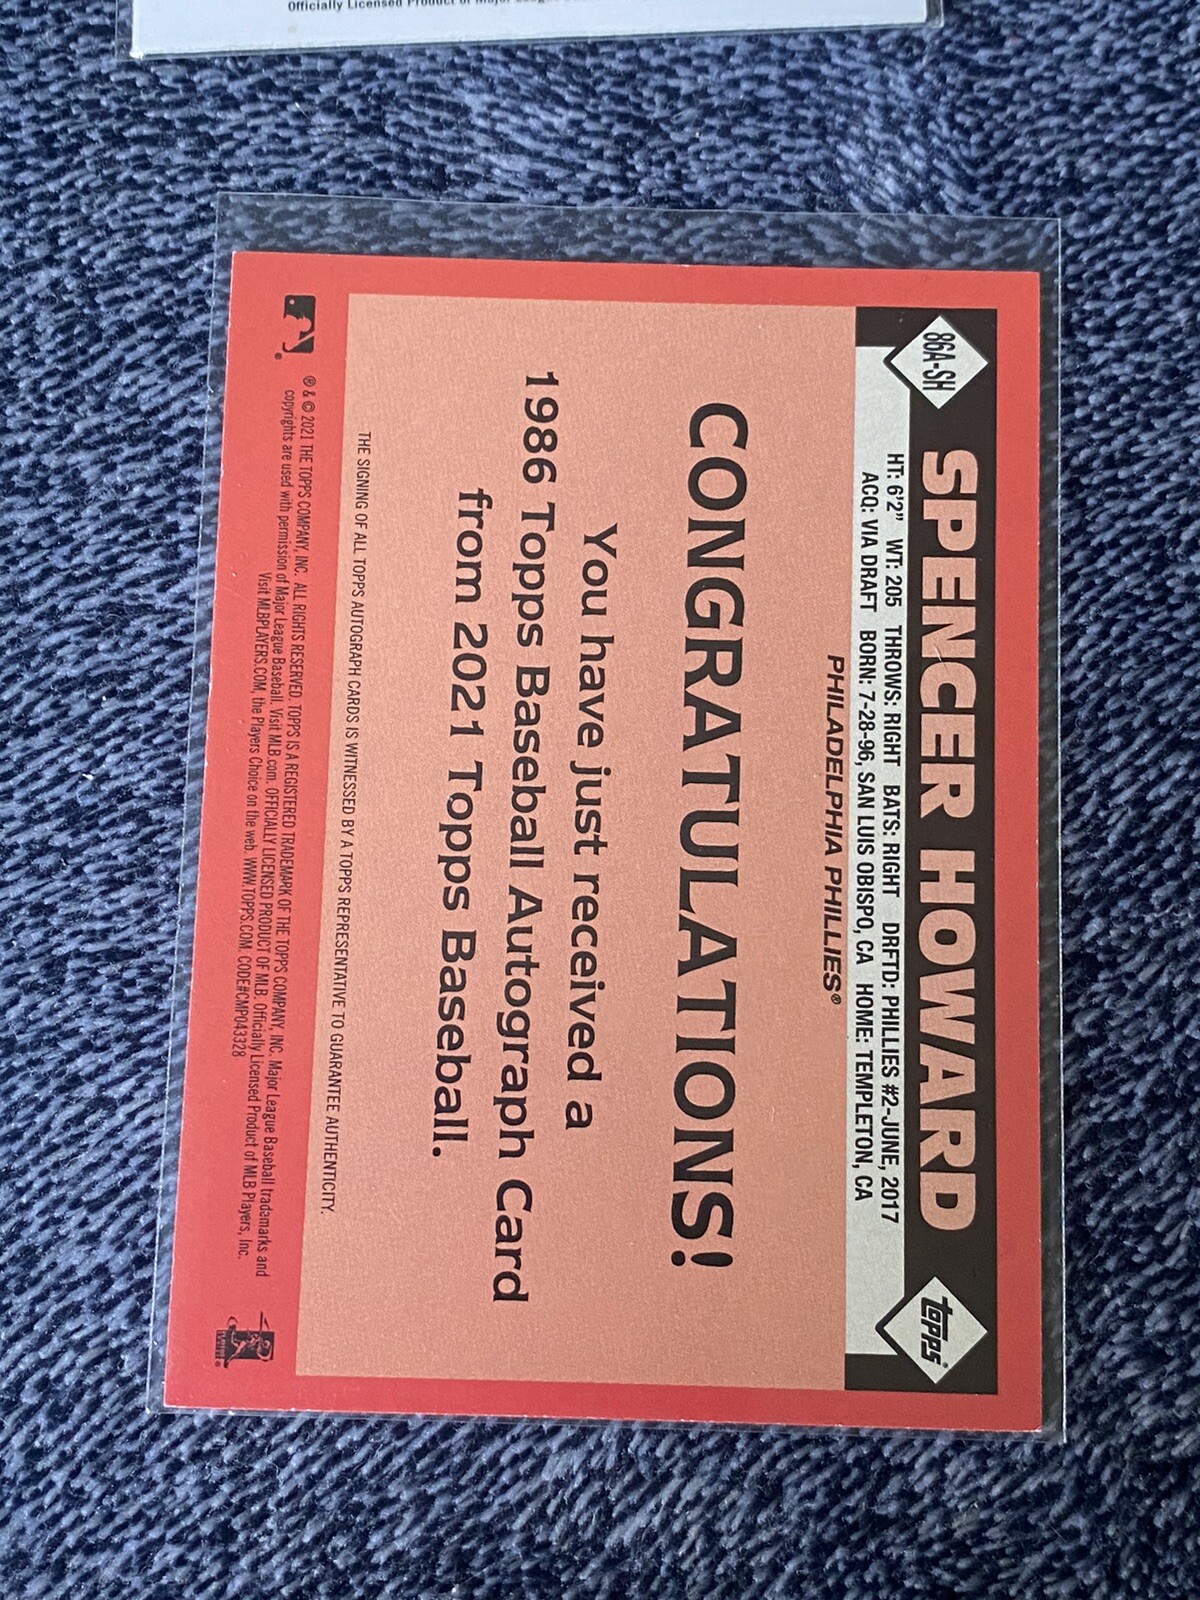 Officially Licensed Product of Major League
86A-SH
SPENCER HOWARD
topps®
HT: 6'2" WT: 205 THROWS: RIGHT BATS: RIGHT DRFTD: PHILLIES #2-JUNE, 2017
ACQ: VIA DRAFT BORN: 7-28-96, SAN LUIS OBISPO, CA HOME: TEMPLETON, CA
PHILADELPHIA PHILLIES®
CONGRATULATIONS!
You have just received a
1986 Topps Baseball Autograph Card
from 2021 Topps Baseball.
THE SIGNING OF ALL TOPPS AUTOGRAPH CARDS IS WITNESSED BY A TOPPS REPRESENTATIVE TO GUARANTEE AUTHENTICITY.
® & © 2021 THE TOPPS COMPANY, INC. ALL RIGHTS RESERVED. TOPPS IS A REGISTERED TRADEMARK OF THE TOPPS COMPANY, INC. Major League Baseball trademarks and
copyrights are used with permission of Major League Baseball. Visit MLB.com. OFFICIALLY LICENSED PRODUCT OF MLB. Officially Licensed Product of MLB Players, Inc.
Visit MLBPLAYERS.COM, the Players Choice on the web. WWW.TOPPS.COM. CODE#CMP043328